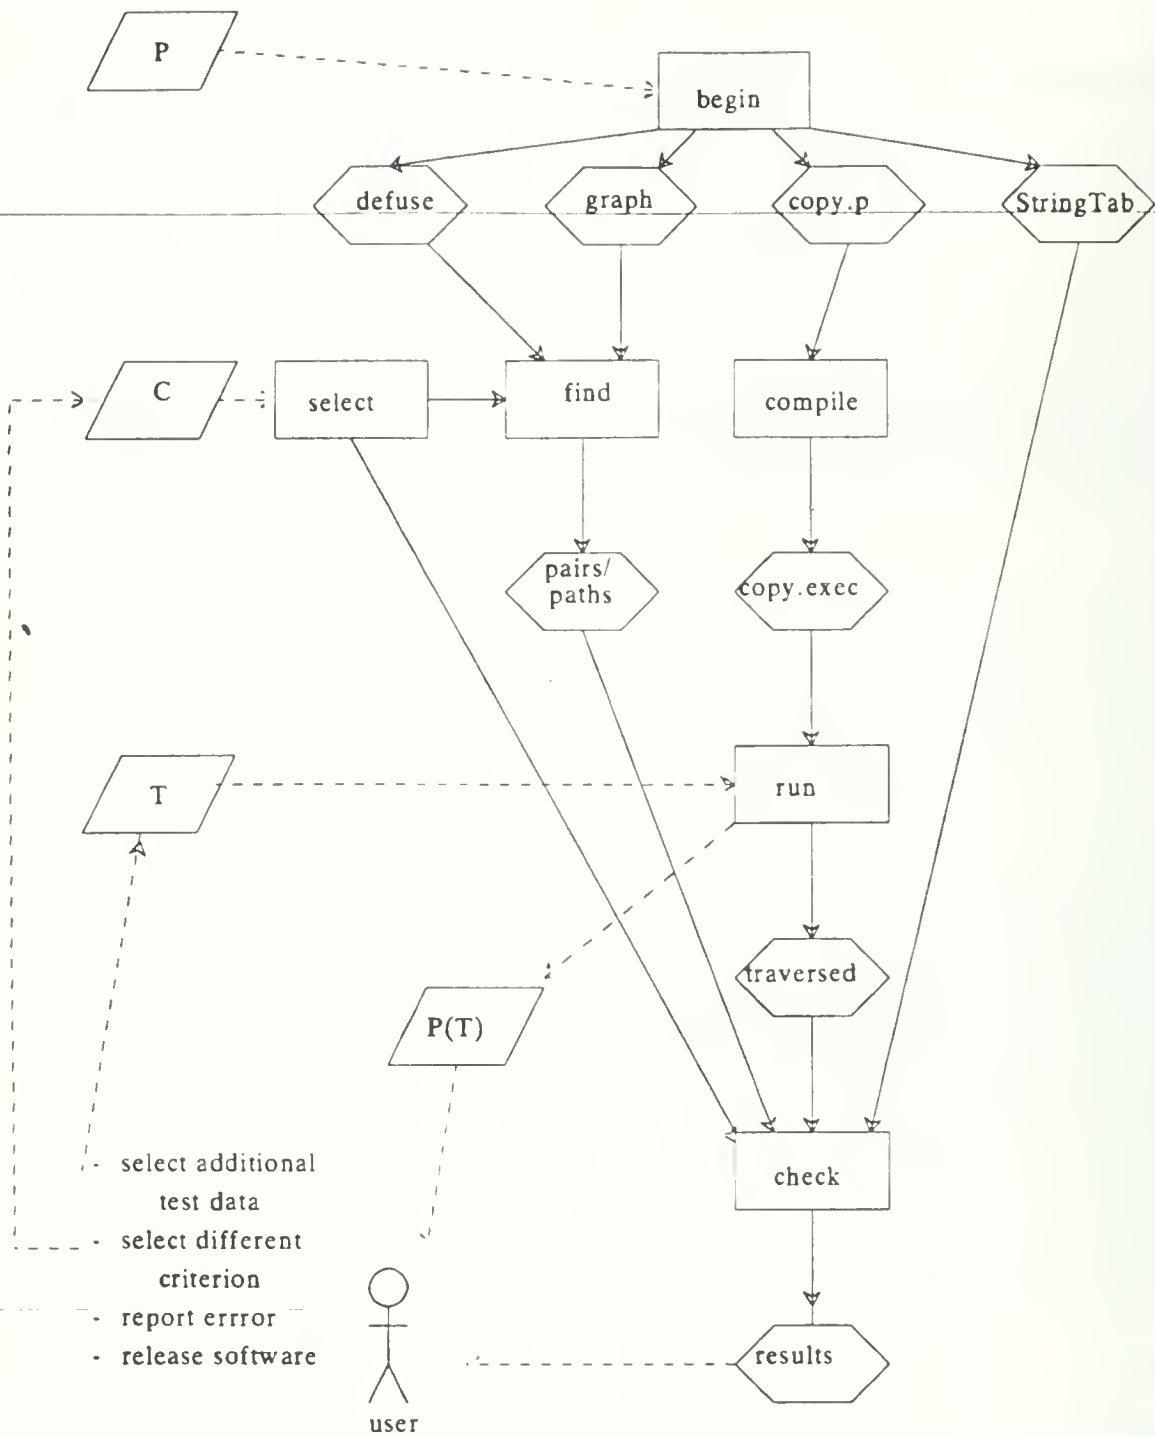 P
begin
defuse
graph
copy.p
StringTab
C
select
find
compile
pairs/
paths
copy.exec
T
run
traversed
P(T)
- select additional
test data
- select different
criterion
- report errror
- release software
check
results
user